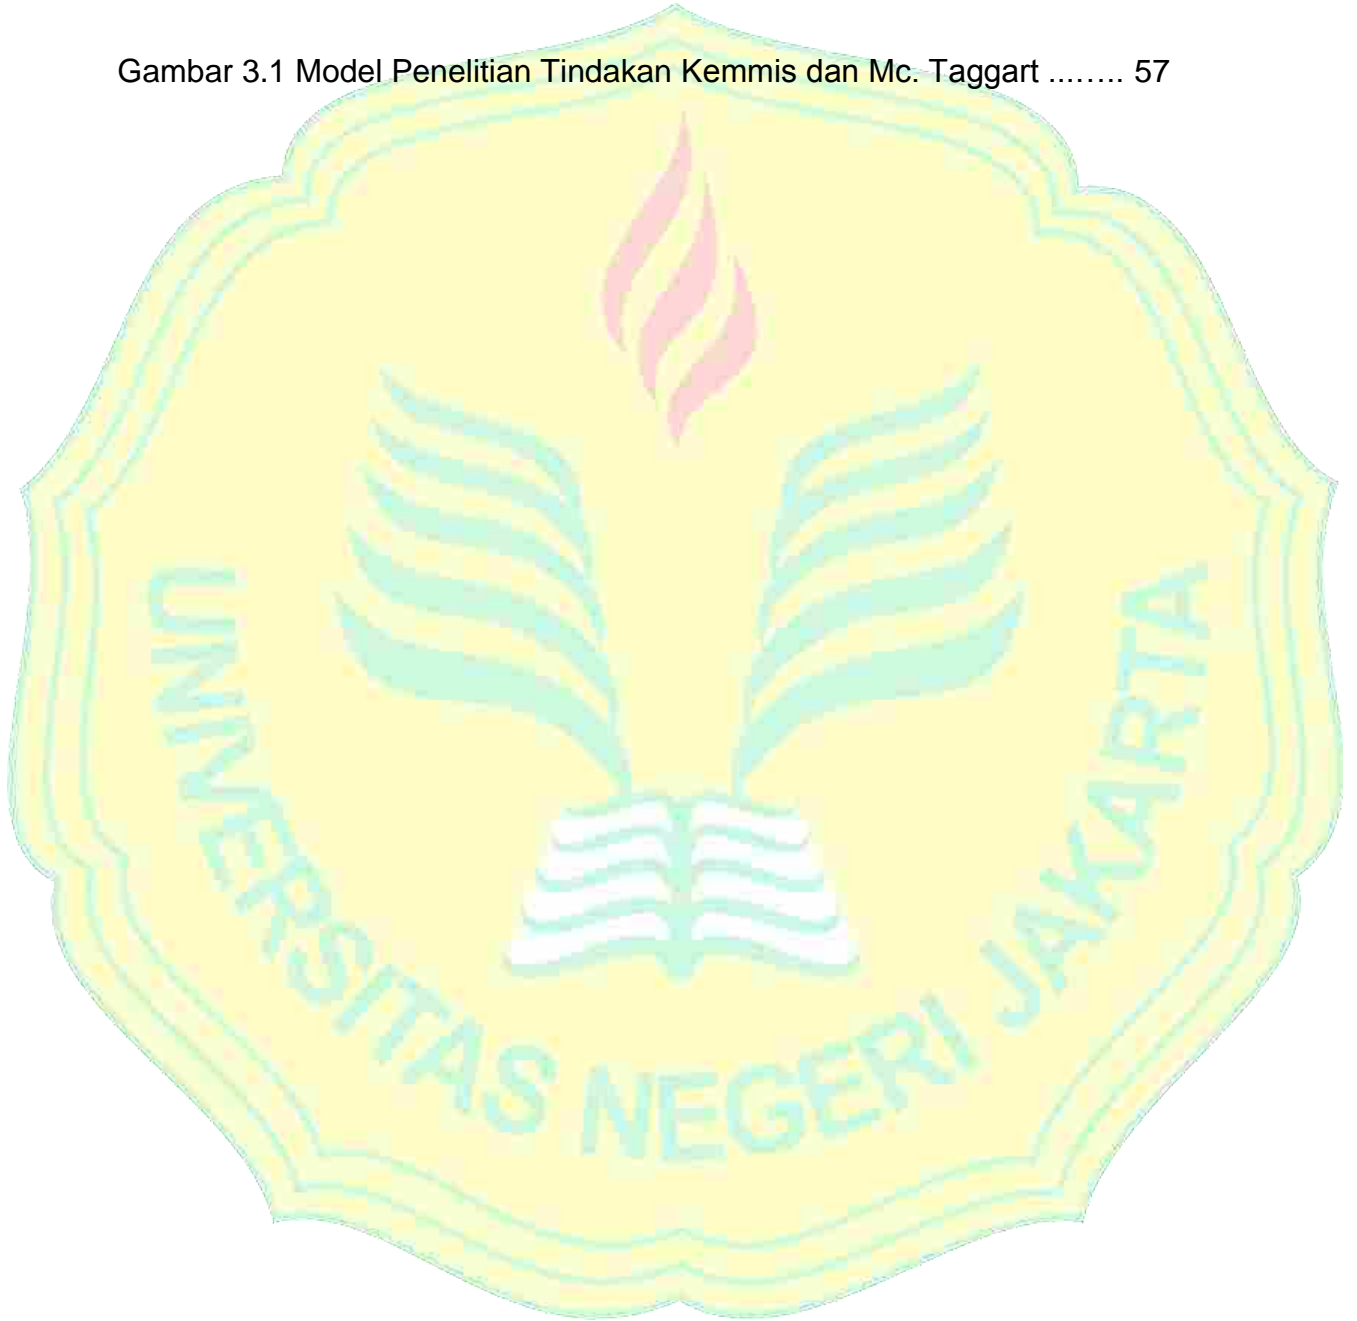 Gambar 3.1 Model Penelitian Tindakan Kemmis dan Mc. Taggart ...….. 57
UNIVERSITAS NEGERI JAKARTA